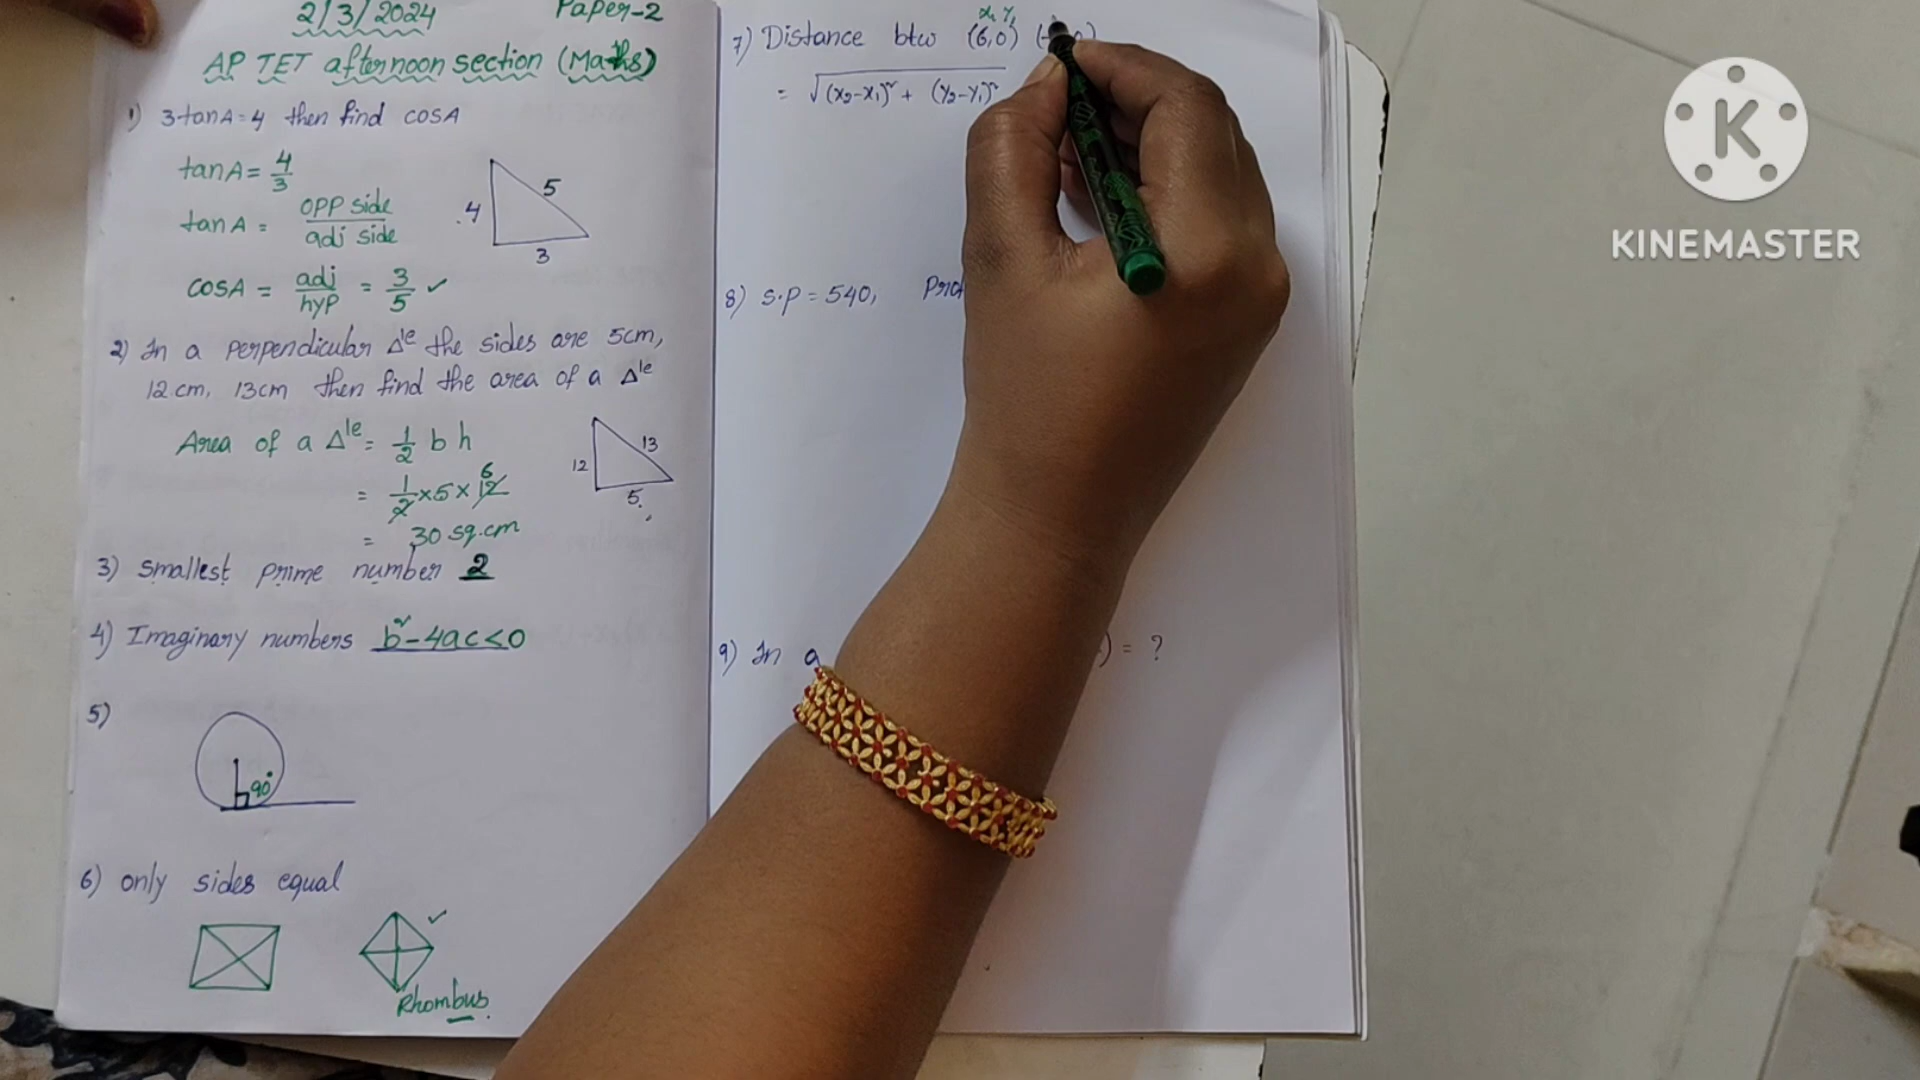 2/3/2024 Paper-2
AP TET afternoon section (Maths)
1) 3tanA=4 then find cosA
tanA = 4/3
tanA = opp side / adj side
4
5
3
cosA = adj/hyp = 3/5 ✓
2) In a perpendicular Δle the sides are 5cm,
12cm, 13cm then find the area of a Δle
Area of a Δle = 1/2 b h
= 1/2 × 5 × 12 6
= 30 sq.cm
12
13
5
3) Smallest prime number 2
4) Imaginary numbers b²-4ac<0
5)
90°
6) only sides equal
✓
Rhombus
7) Distance btw (6,0)
x₁ y₁
= √(x₂-x₁)² + (y₂-y₁)²
8) S.P = 540,
9) In a
) = ?
K
KINEMASTER